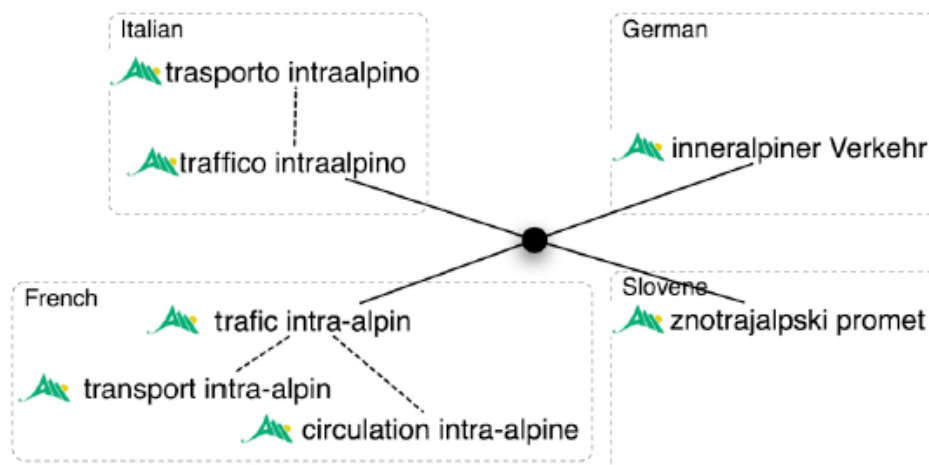 Italian
trasporto intraalpino
traffico intraalpino
German
inneralpiner Verkehr
French
trafic intra-alpin
transport intra-alpin
circulation intra-alpine
Slovene
znotrajalpski promet